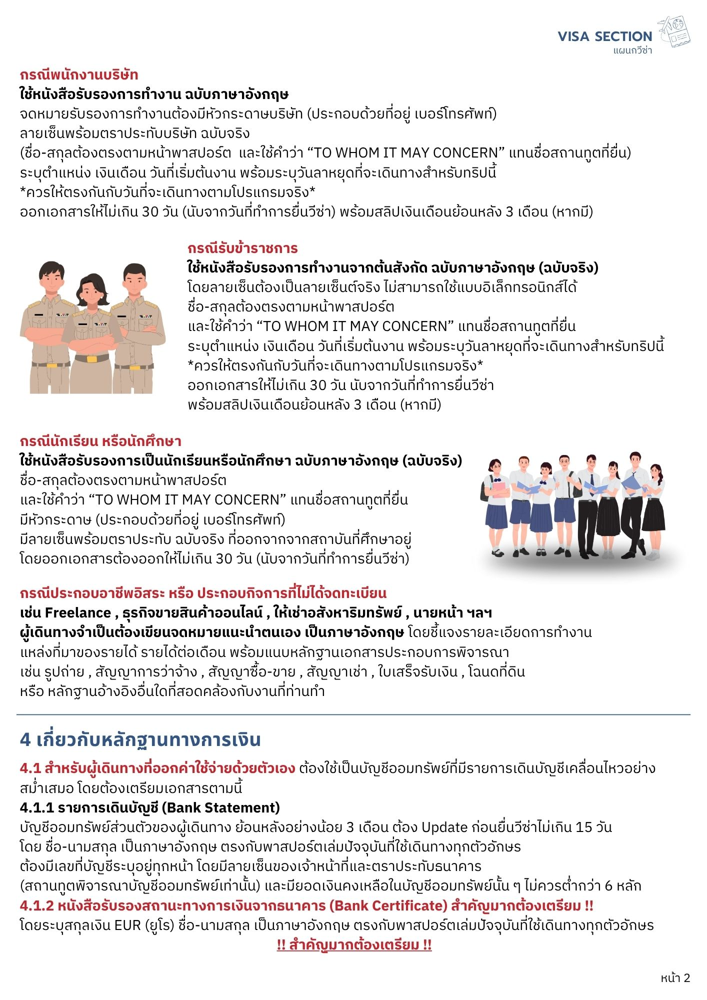 VISA SECTION
แผนกวีซ่า
กรณีพนักงานบริษัท
ใช้หนังสือรับรองการทำงาน ฉบับภาษาอังกฤษ
จดหมายรับรองการทำงานต้องมีหัวกระดาษบริษัท (ประกอบด้วยที่อยู่ เบอร์โทรศัพท์)
ลายเซ็นพร้อมตราประทับบริษัท ฉบับจริง
(ชื่อ-สกุลต้องตรงตามหน้าพาสปอร์ต และใช้คำว่า “TO WHOM IT MAY CONCERN” แทนชื่อสถานทูตที่ยื่น)
ระบุตำแหน่ง เงินเดือน วันที่เริ่มต้นงาน พร้อมระบุวันลาหยุดที่จะเดินทางสำหรับทริปนี้
*ควรให้ตรงกันกับวันที่จะเดินทางตามโปรแกรมจริง*
ออกเอกสารให้ไม่เกิน 30 วัน (นับจากวันที่ทำการยื่นวีซ่า) พร้อมสลิปเงินเดือนย้อนหลัง 3 เดือน (หากมี)
กรณีรับข้าราชการ
ใช้หนังสือรับรองการทำงานจากต้นสังกัด ฉบับภาษาอังกฤษ (ฉบับจริง)
โดยลายเซ็นต้องเป็นลายเซ็นต์จริง ไม่สามารถใช้แบบอิเล็กทรอนิกส์ได้
ชื่อ-สกุลต้องตรงตามหน้าพาสปอร์ต
และใช้คำว่า “TO WHOM IT MAY CONCERN” แทนชื่อสถานทูตที่ยื่น
ระบุตำแหน่ง เงินเดือน วันที่เริ่มต้นงาน พร้อมระบุวันลาหยุดที่จะเดินทางสำหรับทริปนี้
*ควรให้ตรงกันกับวันที่จะเดินทางตามโปรแกรมจริง*
ออกเอกสารให้ไม่เกิน 30 วัน นับจากวันที่ทำการยื่นวีซ่า
พร้อมสลิปเงินเดือนย้อนหลัง 3 เดือน (หากมี)
กรณีนักเรียน หรือนักศึกษา
ใช้หนังสือรับรองการเป็นนักเรียนหรือนักศึกษา ฉบับภาษาอังกฤษ (ฉบับจริง)
ชื่อ-สกุลต้องตรงตามหน้าพาสปอร์ต
และใช้คำว่า “TO WHOM IT MAY CONCERN” แทนชื่อสถานทูตที่ยื่น
มีหัวกระดาษ (ประกอบด้วยที่อยู่ เบอร์โทรศัพท์)
มีลายเซ็นพร้อมตราประทับ ฉบับจริง ที่ออกจากจากสถาบันที่ศึกษาอยู่
โดยออกเอกสารต้องออกให้ไม่เกิน 30 วัน (นับจากวันที่ทำการยื่นวีซ่า)
กรณีประกอบอาชีพอิสระ หรือ ประกอบกิจการที่ไม่ได้จดทะเบียน
เช่น Freelance , ธุรกิจขายสินค้าออนไลน์ , ให้เช่าอสังหาริมทรัพย์ , นายหน้า ฯลฯ
ผู้เดินทางจำเป็นต้องเขียนจดหมายแนะนำตนเอง เป็นภาษาอังกฤษ โดยชี้แจงรายละเอียดการทำงาน
แหล่งที่มาของรายได้ รายได้ต่อเดือน พร้อมแนบหลักฐานเอกสารประกอบการพิจารณา
เช่น รูปถ่าย , สัญญาการว่าจ้าง , สัญญาซื้อ-ขาย , สัญญาเช่า , ใบเสร็จรับเงิน , โฉนดที่ดิน
หรือ หลักฐานอ้างอิงอื่นใดที่สอดคล้องกับงานที่ท่านทำ
4 เกี่ยวกับหลักฐานทางการเงิน
4.1 สำหรับผู้เดินทางที่ออกค่าใช้จ่ายด้วยตัวเอง ต้องใช้เป็นบัญชีออมทรัพย์ที่มีรายการเดินบัญชีเคลื่อนไหวอย่าง
สม่ำเสมอ โดยต้องเตรียมเอกสารตามนี้
4.1.1 รายการเดินบัญชี (Bank Statement)
บัญชีออมทรัพย์ส่วนตัวของผู้เดินทาง ย้อนหลังอย่างน้อย 3 เดือน ต้อง Update ก่อนยื่นวีซ่าไม่เกิน 15 วัน
โดย ชื่อ-นามสกุล เป็นภาษาอังกฤษ ตรงกับพาสปอร์ตเล่มปัจจุบันที่ใช้เดินทางทุกตัวอักษร
ต้องมีเลขที่บัญชีระบุอยู่ทุกหน้า โดยมีลายเซ็นของเจ้าหน้าที่และตราประทับธนาคาร
(สถานทูตพิจารณาบัญชีออมทรัพย์เท่านั้น) และมียอดเงินคงเหลือในบัญชีออมทรัพย์นั้น ๆ ไม่ควรต่ำกว่า 6 หลัก
4.1.2 หนังสือรับรองสถานะทางการเงินจากธนาคาร (Bank Certificate) สำคัญมากต้องเตรียม !!
โดยระบุสกุลเงิน EUR (ยูโร) ชื่อ-นามสกุล เป็นภาษาอังกฤษ ตรงกับพาสปอร์ตเล่มปัจจุบันที่ใช้เดินทางทุกตัวอักษร
!! สำคัญมากต้องเตรียม !!
หน้า 2